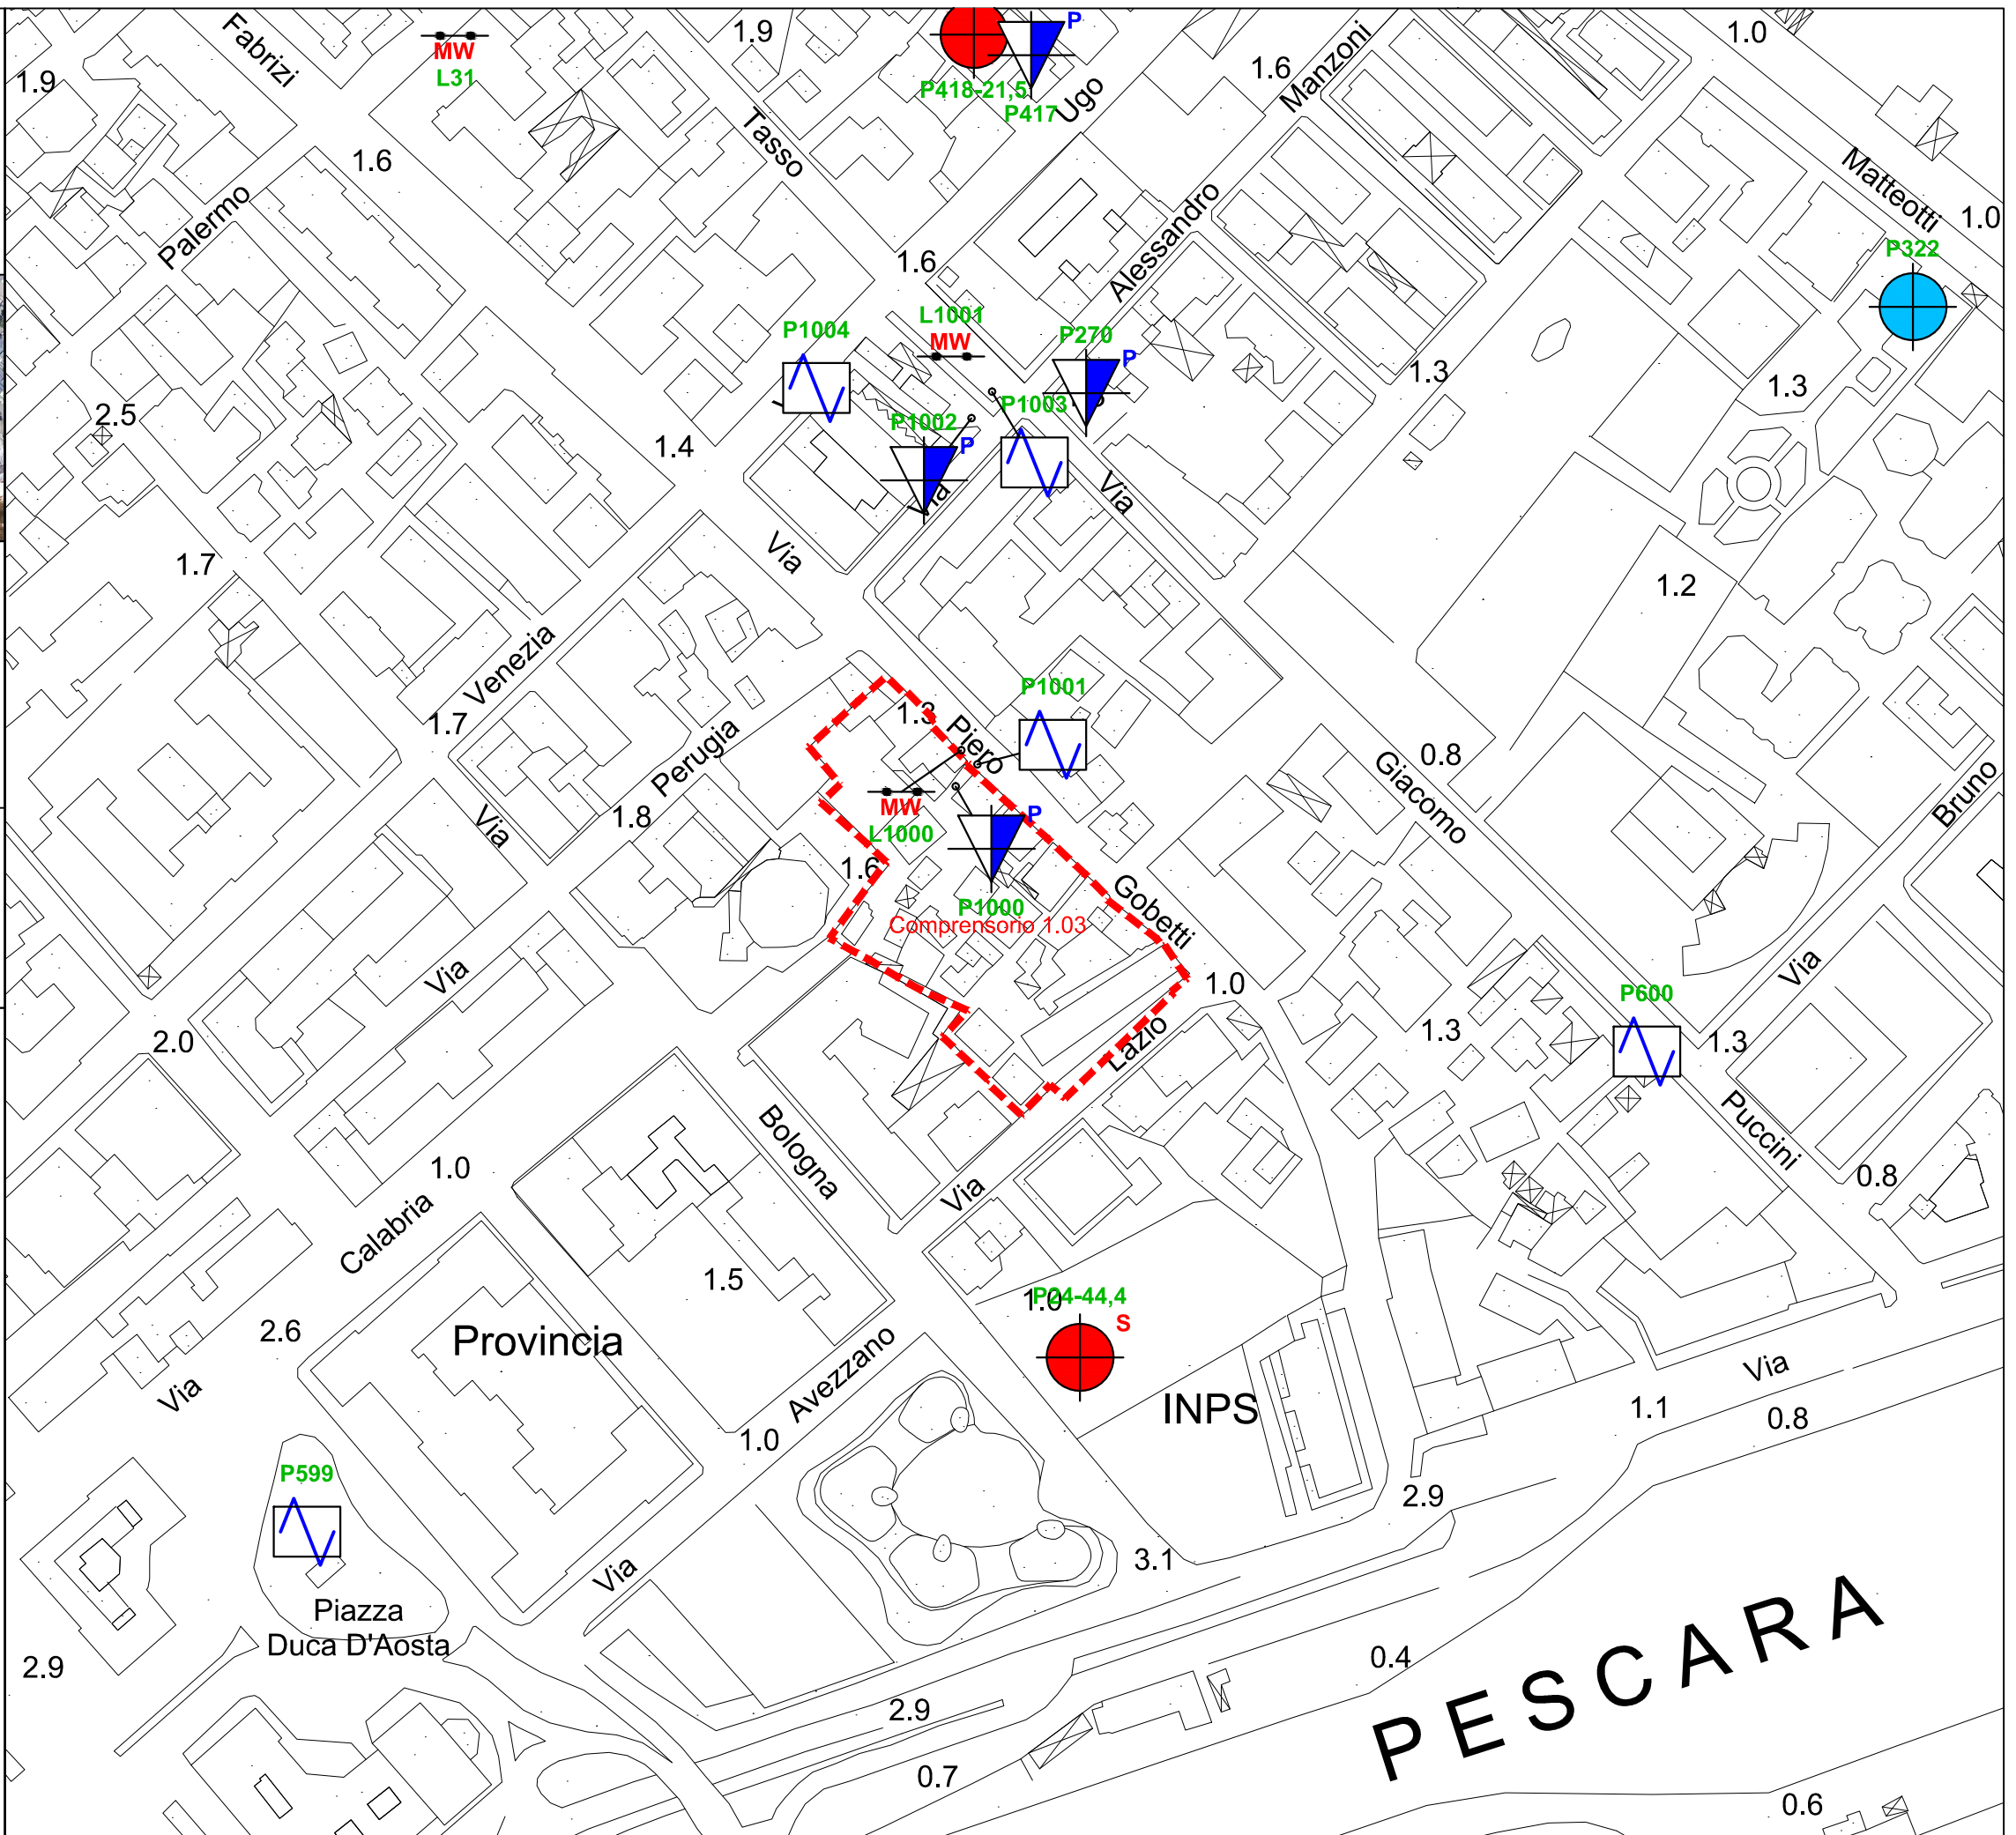 Fabrizi
MW
L31
1.9
P
1.0
1.9
P418-21,5
P417
Ugo
1.6
Manzoni
1.6
Tasso
Matteotti
1.0
Palermo
Alessandro
1.6
P322
P1004
L1001
MW
P270
P
1.3
1.3
2.5
P1003
P1002
P
1.4
Via
Via
Via
1.7
1.2
Venezia
P1001
1.7
1.3
Piero
Perugia
0.8
Giacomo
Bruno
Via
1.8
MW
L1000
P
1.6
P1000
Comprensorio 1.03
Gobetti
Via
1.0
Via
P600
2.0
Lazio
1.3
1.3
Bologna
Puccini
1.0
0.8
Via
Calabria
1.5
P24-44,4
1.0
S
2.6
Provincia
Avezzano
Via
INPS
Via
1.1
0.8
1.0
P599
2.9
3.1
Via
Piazza
Duca D'Aosta
2.9
0.4
PESCARA
2.9
0.7
0.6